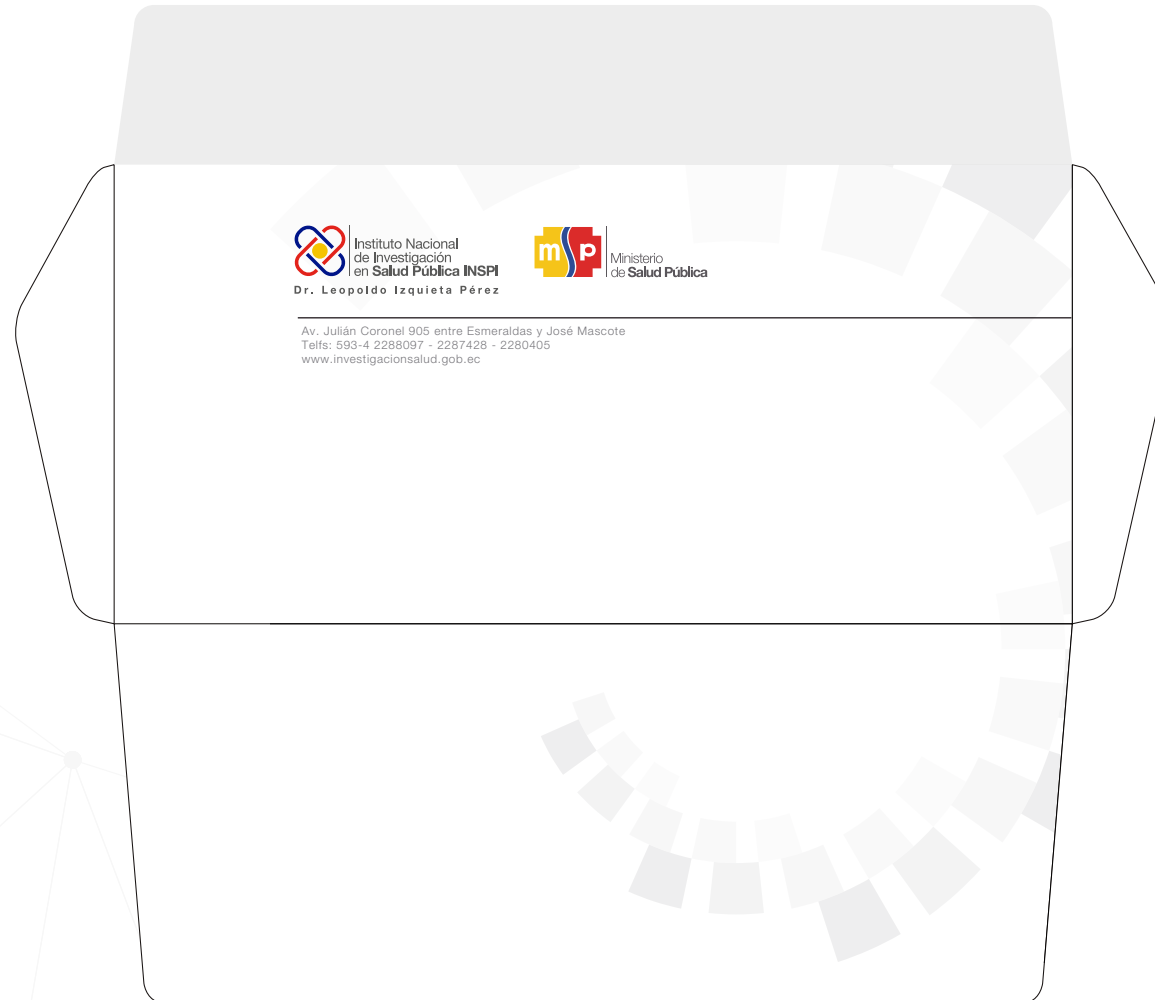 Instituto Nacional
de Investigación
en Salud Pública INSPI
Dr. Leopoldo Izquieta Pérez
msp
Ministerio
de Salud Pública
Av. Julián Coronel 905 entre Esmeraldas y José Mascote
Telfs: 593-4 2288097 - 2287428 - 2280405
www.investigacionsalud.gob.ec